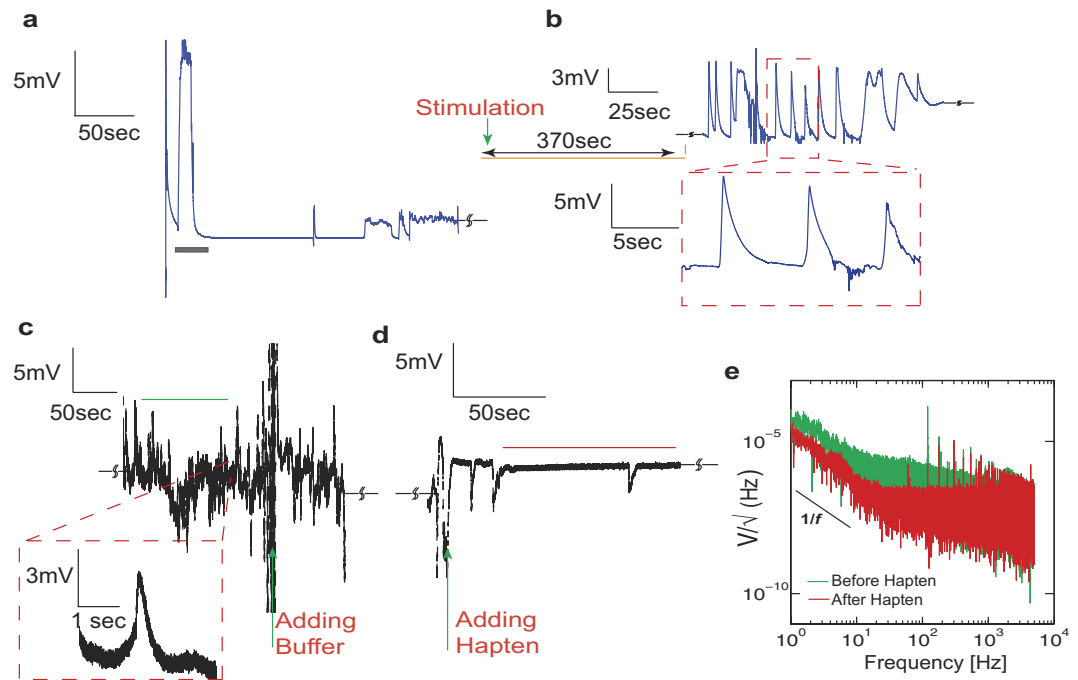 a
5mV
50sec
b
3mV
25sec
Stimulation
370sec
5mV
5sec
c
5mV
50sec
3mV
1 sec
Adding
Buffer
d
5mV
50sec
Adding
Hapten
e
V/√ (Hz)
10⁻⁵
10⁻¹⁰
1/f
Before Hapten
After Hapten
10⁰ 10¹ 10² 10³ 10⁴
Frequency [Hz]